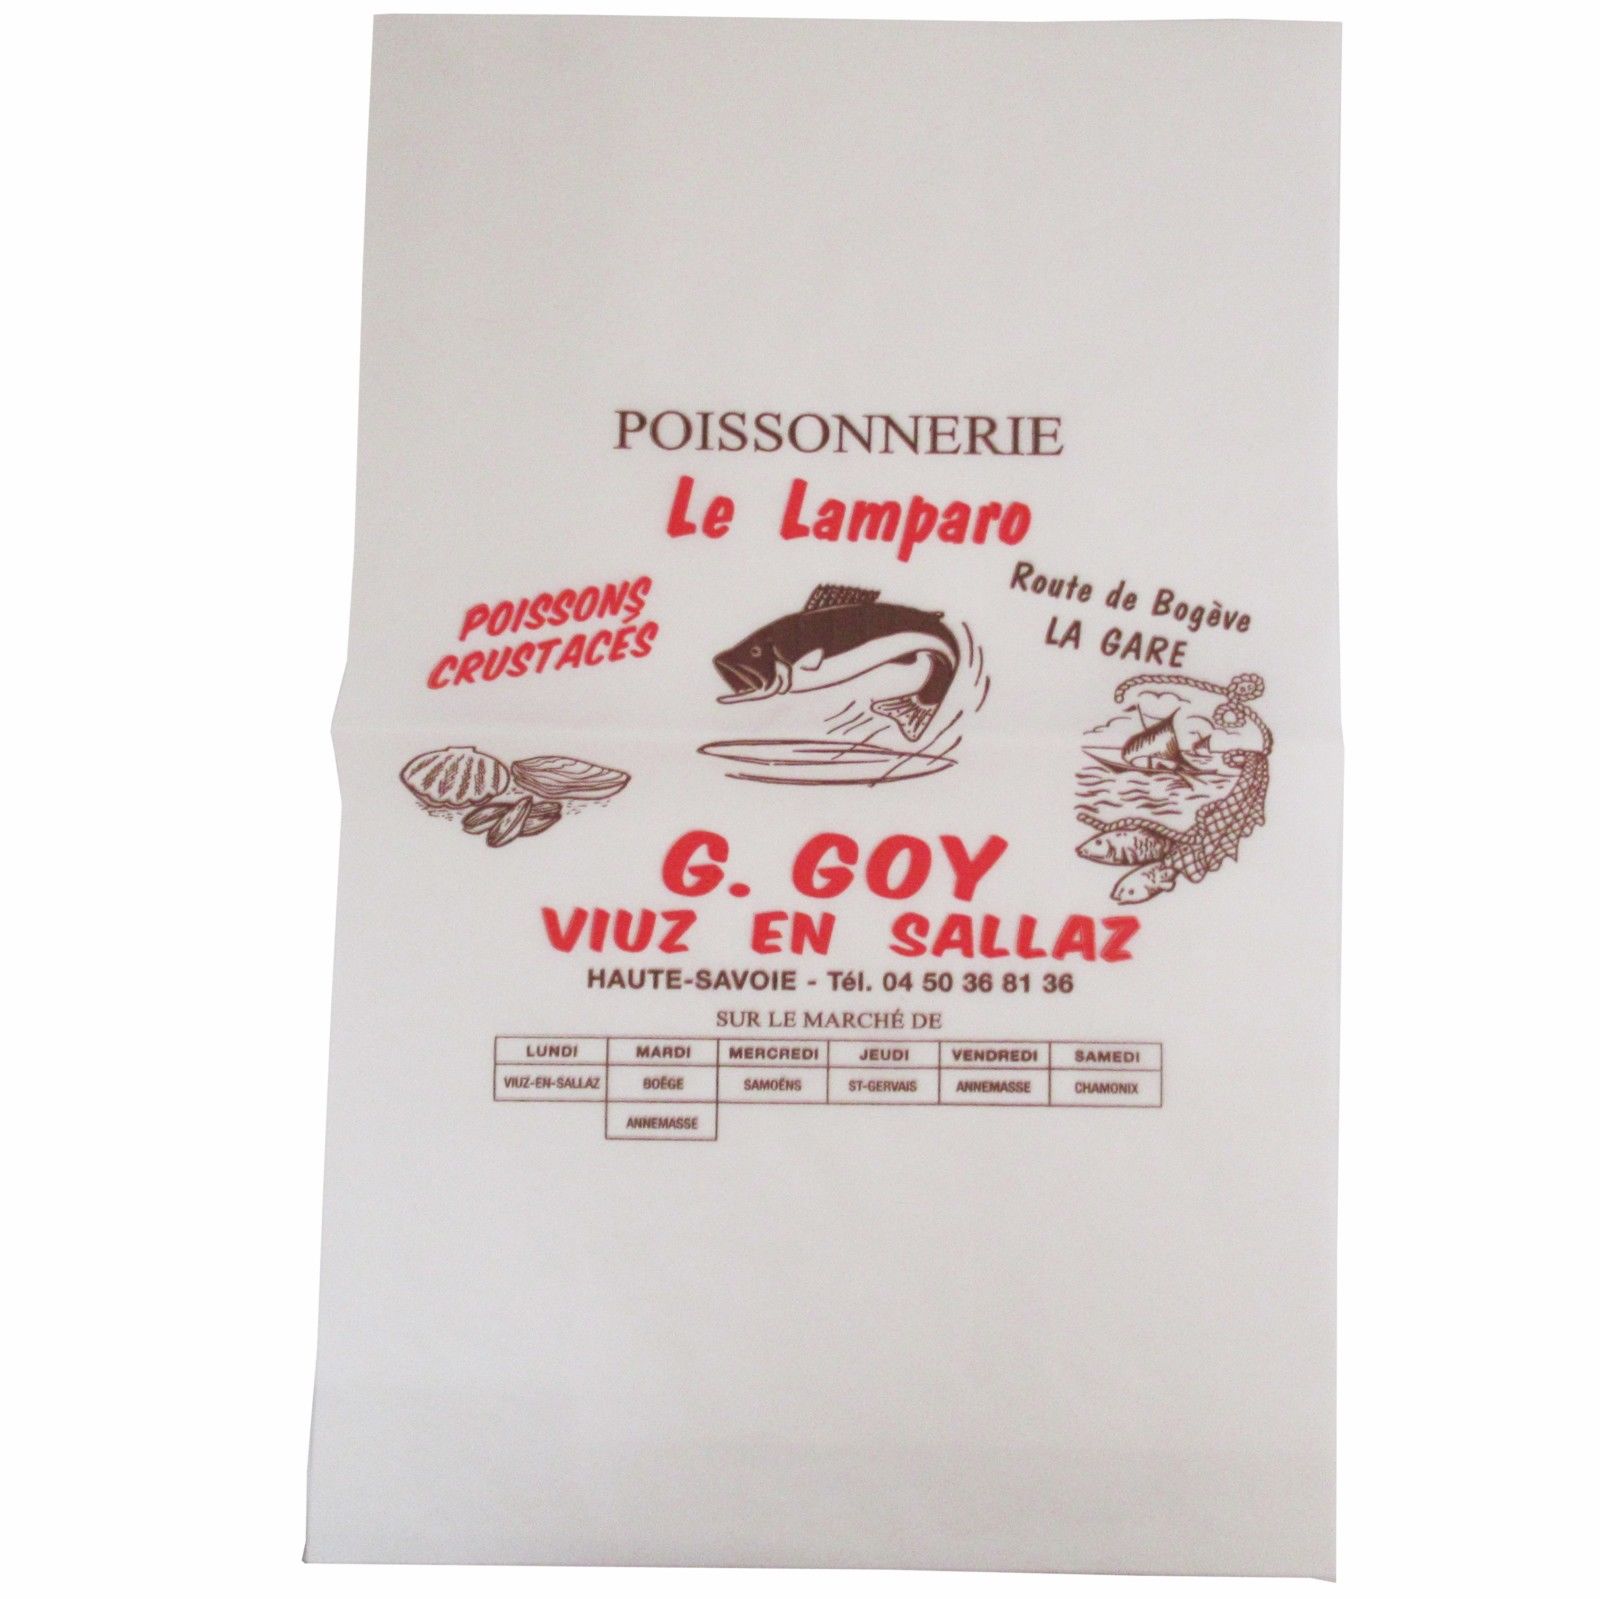 POISSONNERIE
Le Lamparo
POISSONS
CRUSTACÉS
Route de Bogève
LA GARE
G. GOY
VIUZ EN SALLAZ
HAUTE-SAVOIE - Tél. 04 50 36 81 36
SUR LE MARCHÉ DE
LUNDI MARDI MERCREDI JEUDI VENDREDI SAMEDI
VIUZ-EN-SALLAZ BOËGE SAMOËNS ST-GERVAIS ANNEMASSE CHAMONIX
ANNEMASSE